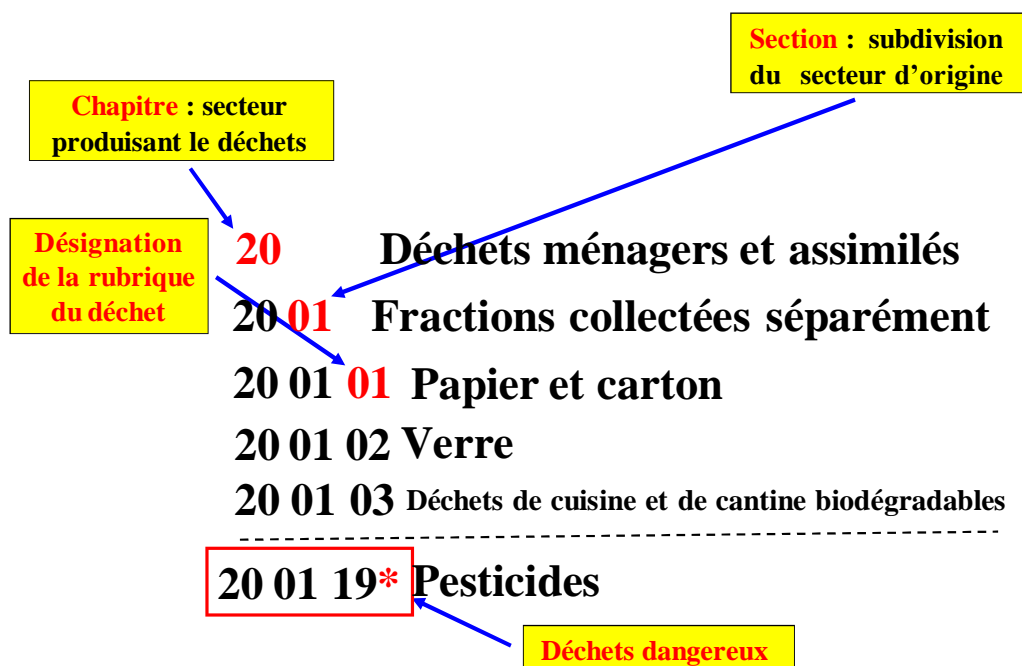 Section : subdivision
du secteur d’origine
Chapitre : secteur
produisant le déchets
Désignation
de la rubrique
du déchet
20 Déchets ménagers et assimilés
20 01 Fractions collectées séparément
20 01 01 Papier et carton
20 01 02 Verre
20 01 03 Déchets de cuisine et de cantine biodégradables
20 01 19* Pesticides
Déchets dangereux